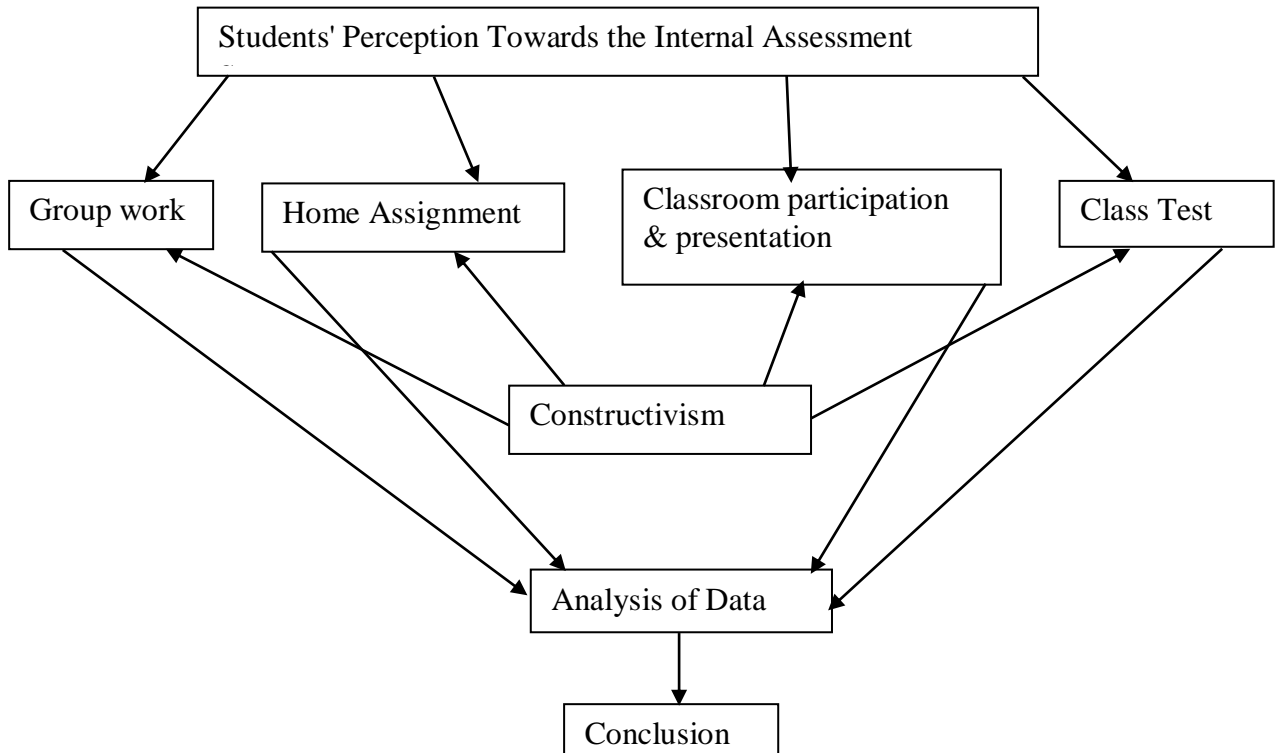 Students' Perception Towards the Internal Assessment
Group work
Home Assignment
Classroom participation
& presentation
Class Test
Constructivism
Analysis of Data
Conclusion